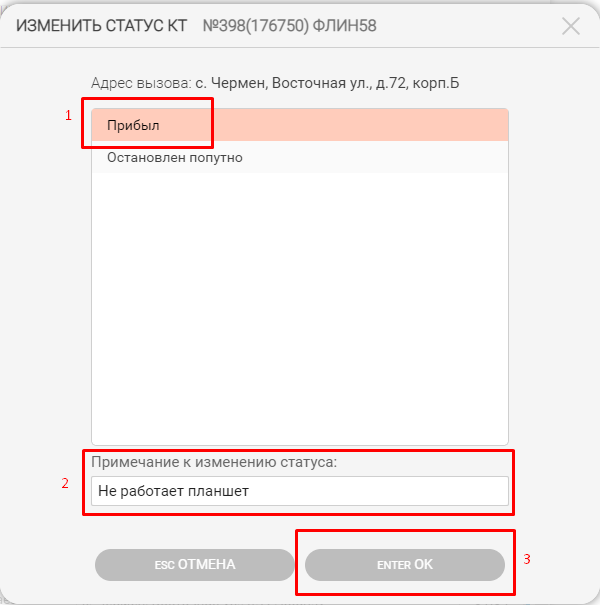 ИЗМЕНИТЬ СТАТУС КТ №398(176750) ФЛИН58
Адрес вызова: с. Чермен, Восточная ул., д.72, корп.Б
1
Прибыл
Остановлен попутно
Примечание к изменению статуса:
2
Не работает планшет
ESC ОТМЕНА
ENTER OK
3